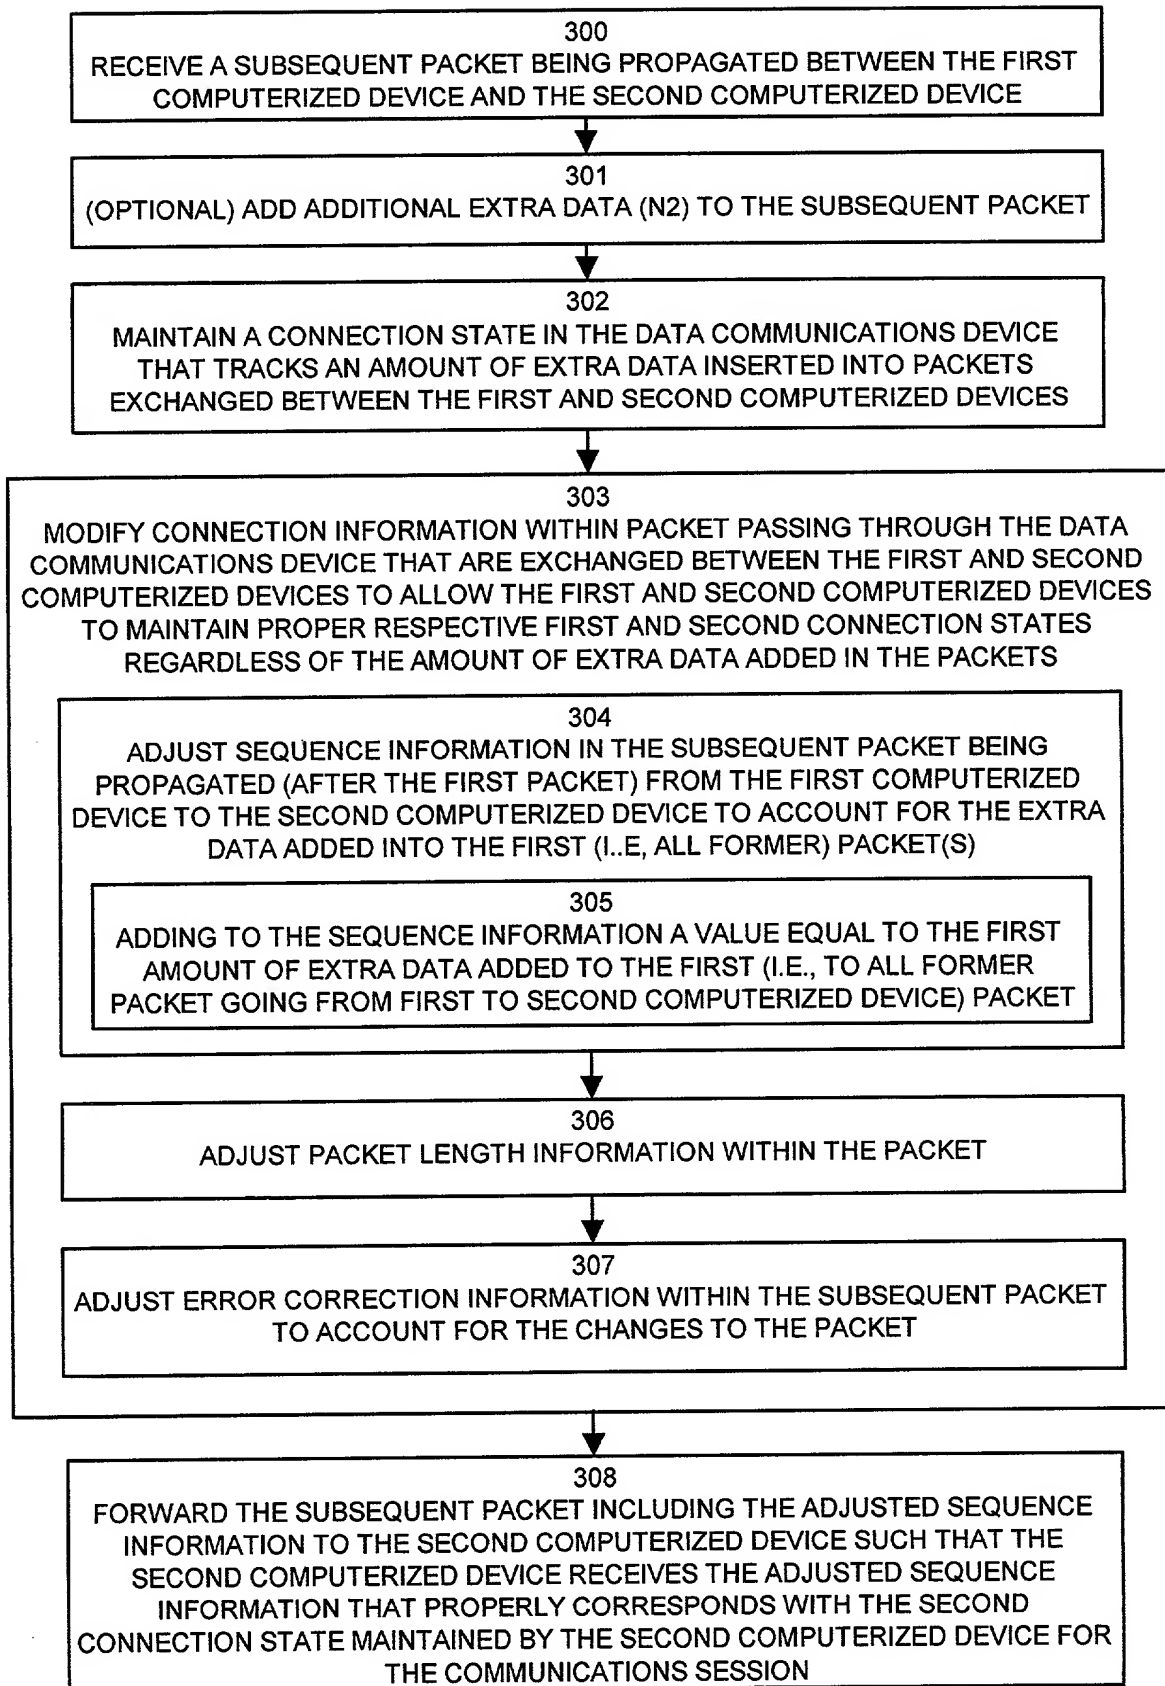 300
RECEIVE A SUBSEQUENT PACKET BEING PROPAGATED BETWEEN THE FIRST
COMPUTERIZED DEVICE AND THE SECOND COMPUTERIZED DEVICE
301
(OPTIONAL) ADD ADDITIONAL EXTRA DATA (N2) TO THE SUBSEQUENT PACKET
302
MAINTAIN A CONNECTION STATE IN THE DATA COMMUNICATIONS DEVICE
THAT TRACKS AN AMOUNT OF EXTRA DATA INSERTED INTO PACKETS
EXCHANGED BETWEEN THE FIRST AND SECOND COMPUTERIZED DEVICES
303
MODIFY CONNECTION INFORMATION WITHIN PACKET PASSING THROUGH THE DATA
COMMUNICATIONS DEVICE THAT ARE EXCHANGED BETWEEN THE FIRST AND SECOND
COMPUTERIZED DEVICES TO ALLOW THE FIRST AND SECOND COMPUTERIZED DEVICES
TO MAINTAIN PROPER RESPECTIVE FIRST AND SECOND CONNECTION STATES
REGARDLESS OF THE AMOUNT OF EXTRA DATA ADDED IN THE PACKETS
304
ADJUST SEQUENCE INFORMATION IN THE SUBSEQUENT PACKET BEING
PROPAGATED (AFTER THE FIRST PACKET) FROM THE FIRST COMPUTERIZED
DEVICE TO THE SECOND COMPUTERIZED DEVICE TO ACCOUNT FOR THE EXTRA
DATA ADDED INTO THE FIRST (I..E, ALL FORMER) PACKET(S)
305
ADDING TO THE SEQUENCE INFORMATION A VALUE EQUAL TO THE FIRST
AMOUNT OF EXTRA DATA ADDED TO THE FIRST (I.E., TO ALL FORMER
PACKET GOING FROM FIRST TO SECOND COMPUTERIZED DEVICE) PACKET
306
ADJUST PACKET LENGTH INFORMATION WITHIN THE PACKET
307
ADJUST ERROR CORRECTION INFORMATION WITHIN THE SUBSEQUENT PACKET
TO ACCOUNT FOR THE CHANGES TO THE PACKET
308
FORWARD THE SUBSEQUENT PACKET INCLUDING THE ADJUSTED SEQUENCE
INFORMATION TO THE SECOND COMPUTERIZED DEVICE SUCH THAT THE
SECOND COMPUTERIZED DEVICE RECEIVES THE ADJUSTED SEQUENCE
INFORMATION THAT PROPERLY CORRESPONDS WITH THE SECOND
CONNECTION STATE MAINTAINED BY THE SECOND COMPUTERIZED DEVICE FOR
THE COMMUNICATIONS SESSION